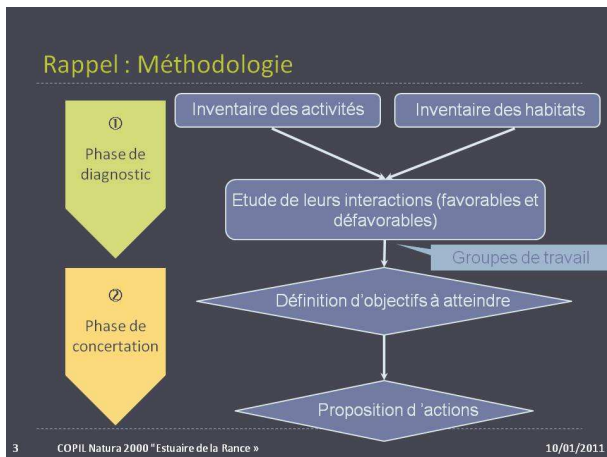 Rappel : Méthodologie
①
Phase de
diagnostic
Inventaire des activités
Inventaire des habitats
Etude de leurs interactions (favorables et
défavorables)
Groupes de travail
②
Phase de
concertation
Définition d'objectifs à atteindre
Proposition d 'actions
3
COPIL Natura 2000 "Estuaire de la Rance »
10/01/2011